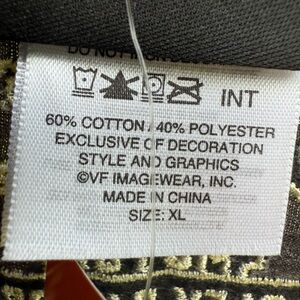 INT
60% COTTON / 40% POLYESTER
EXCLUSIVE OF DECORATION
STYLE AND GRAPHICS
©VF IMAGEWEAR, INC.
MADE IN CHINA
SIZE: XL